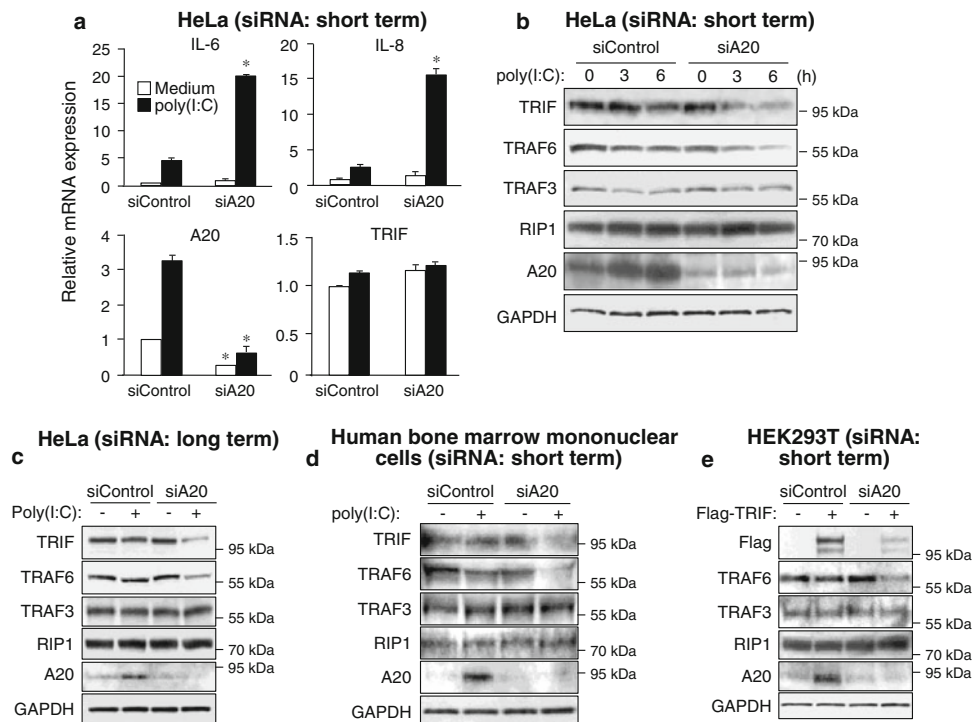 a HeLa (siRNA: short term)
IL-6
IL-8
Relative mRNA expression
25
20
15
10
5
0
Medium
poly(I:C)
*
siControl siA20
20
15
10
5
0
*
siControl siA20
A20
4
3
2
1
0
* *
siControl siA20
TRIF
1.5
1.0
1.0
0
siControl siA20
b HeLa (siRNA: short term)
siControl siA20
poly(I:C): 0 3 6 0 3 6 (h)
TRIF 95 kDa
TRAF6 55 kDa
TRAF3 55 kDa
RIP1 70 kDa
A20 95 kDa
GAPDH
c HeLa (siRNA: long term)
siControl siA20
Poly(I:C): - + - +
TRIF 95 kDa
TRAF6 55 kDa
TRAF3 55 kDa
RIP1 70 kDa
A20 95 kDa
GAPDH
d Human bone marrow mononuclear
cells (siRNA: short term)
siControl siA20
poly(I:C): - + - +
TRIF 95 kDa
TRAF6 55 kDa
TRAF3 55 kDa
RIP1 70 kDa
A20 95 kDa
GAPDH
e HEK293T (siRNA:
short term)
siControl siA20
Flag-TRIF: - + - +
Flag 95 kDa
TRAF6 55 kDa
TRAF3 55 kDa
RIP1 70 kDa
A20 95 kDa
GAPDH